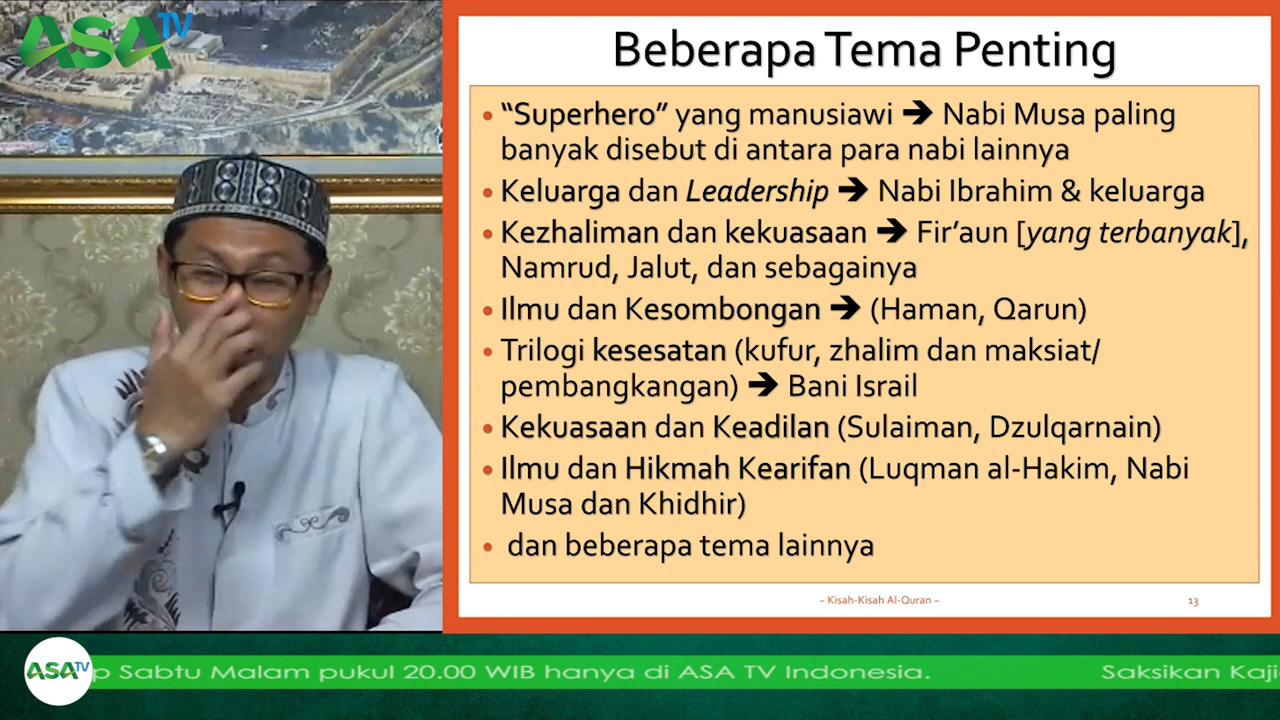 ASA TV
Beberapa Tema Penting
• “Superhero” yang manusiawi ➔ Nabi Musa paling
banyak disebut di antara para nabi lainnya
• Keluarga dan Leadership ➔ Nabi Ibrahim & keluarga
• Kezhaliman dan kekuasaan ➔ Fir’aun [yang terbanyak],
Namrud, Jalut, dan sebagainya
• Ilmu dan Kesombongan ➔ (Haman, Qarun)
• Trilogi kesesatan (kufur, zhalim dan maksiat/
pembangkangan) ➔ Bani Israil
• Kekuasaan dan Keadilan (Sulaiman, Dzulqarnain)
• Ilmu dan Hikmah Kearifan (Luqman al-Hakim, Nabi
Musa dan Khidhir)
• dan beberapa tema lainnya
~ Kisah-Kisah Al-Quran ~ 13
ASA TV
p Sabtu Malam pukul 20.00 WIB hanya di ASA TV Indonesia. Saksikan Kaji